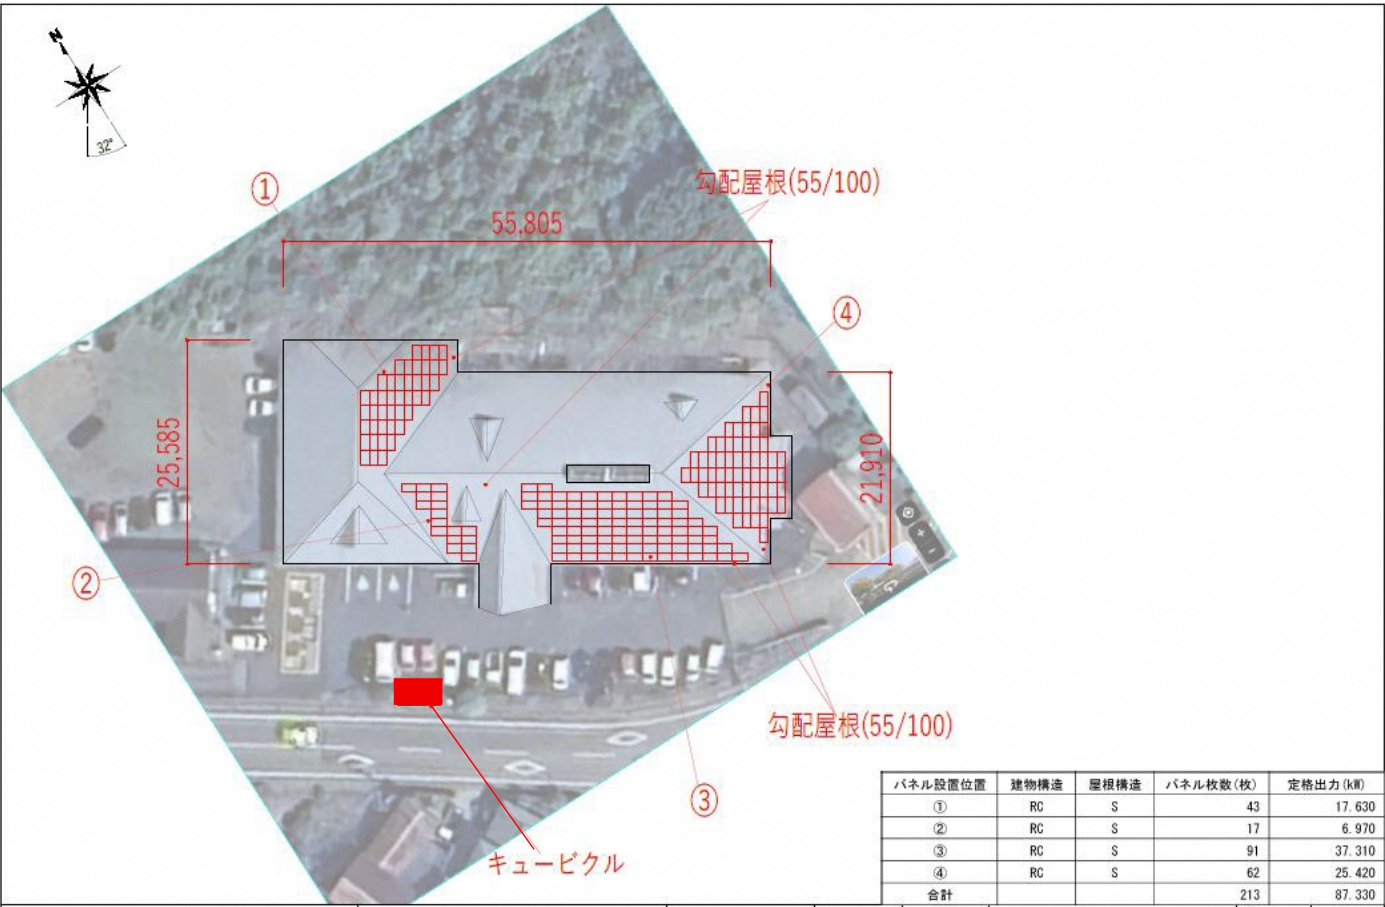 N
32°
①
勾配屋根(55/100)
55,805
④
25,585
21,910
②
勾配屋根(55/100)
③
キュービクル
パネル設置位置 建物構造 屋根構造 パネル枚数(枚) 定格出力(kW)
① RC S 43 17.630
② RC S 17 6.970
③ RC S 91 37.310
④ RC S 62 25.420
合計 213 87.330